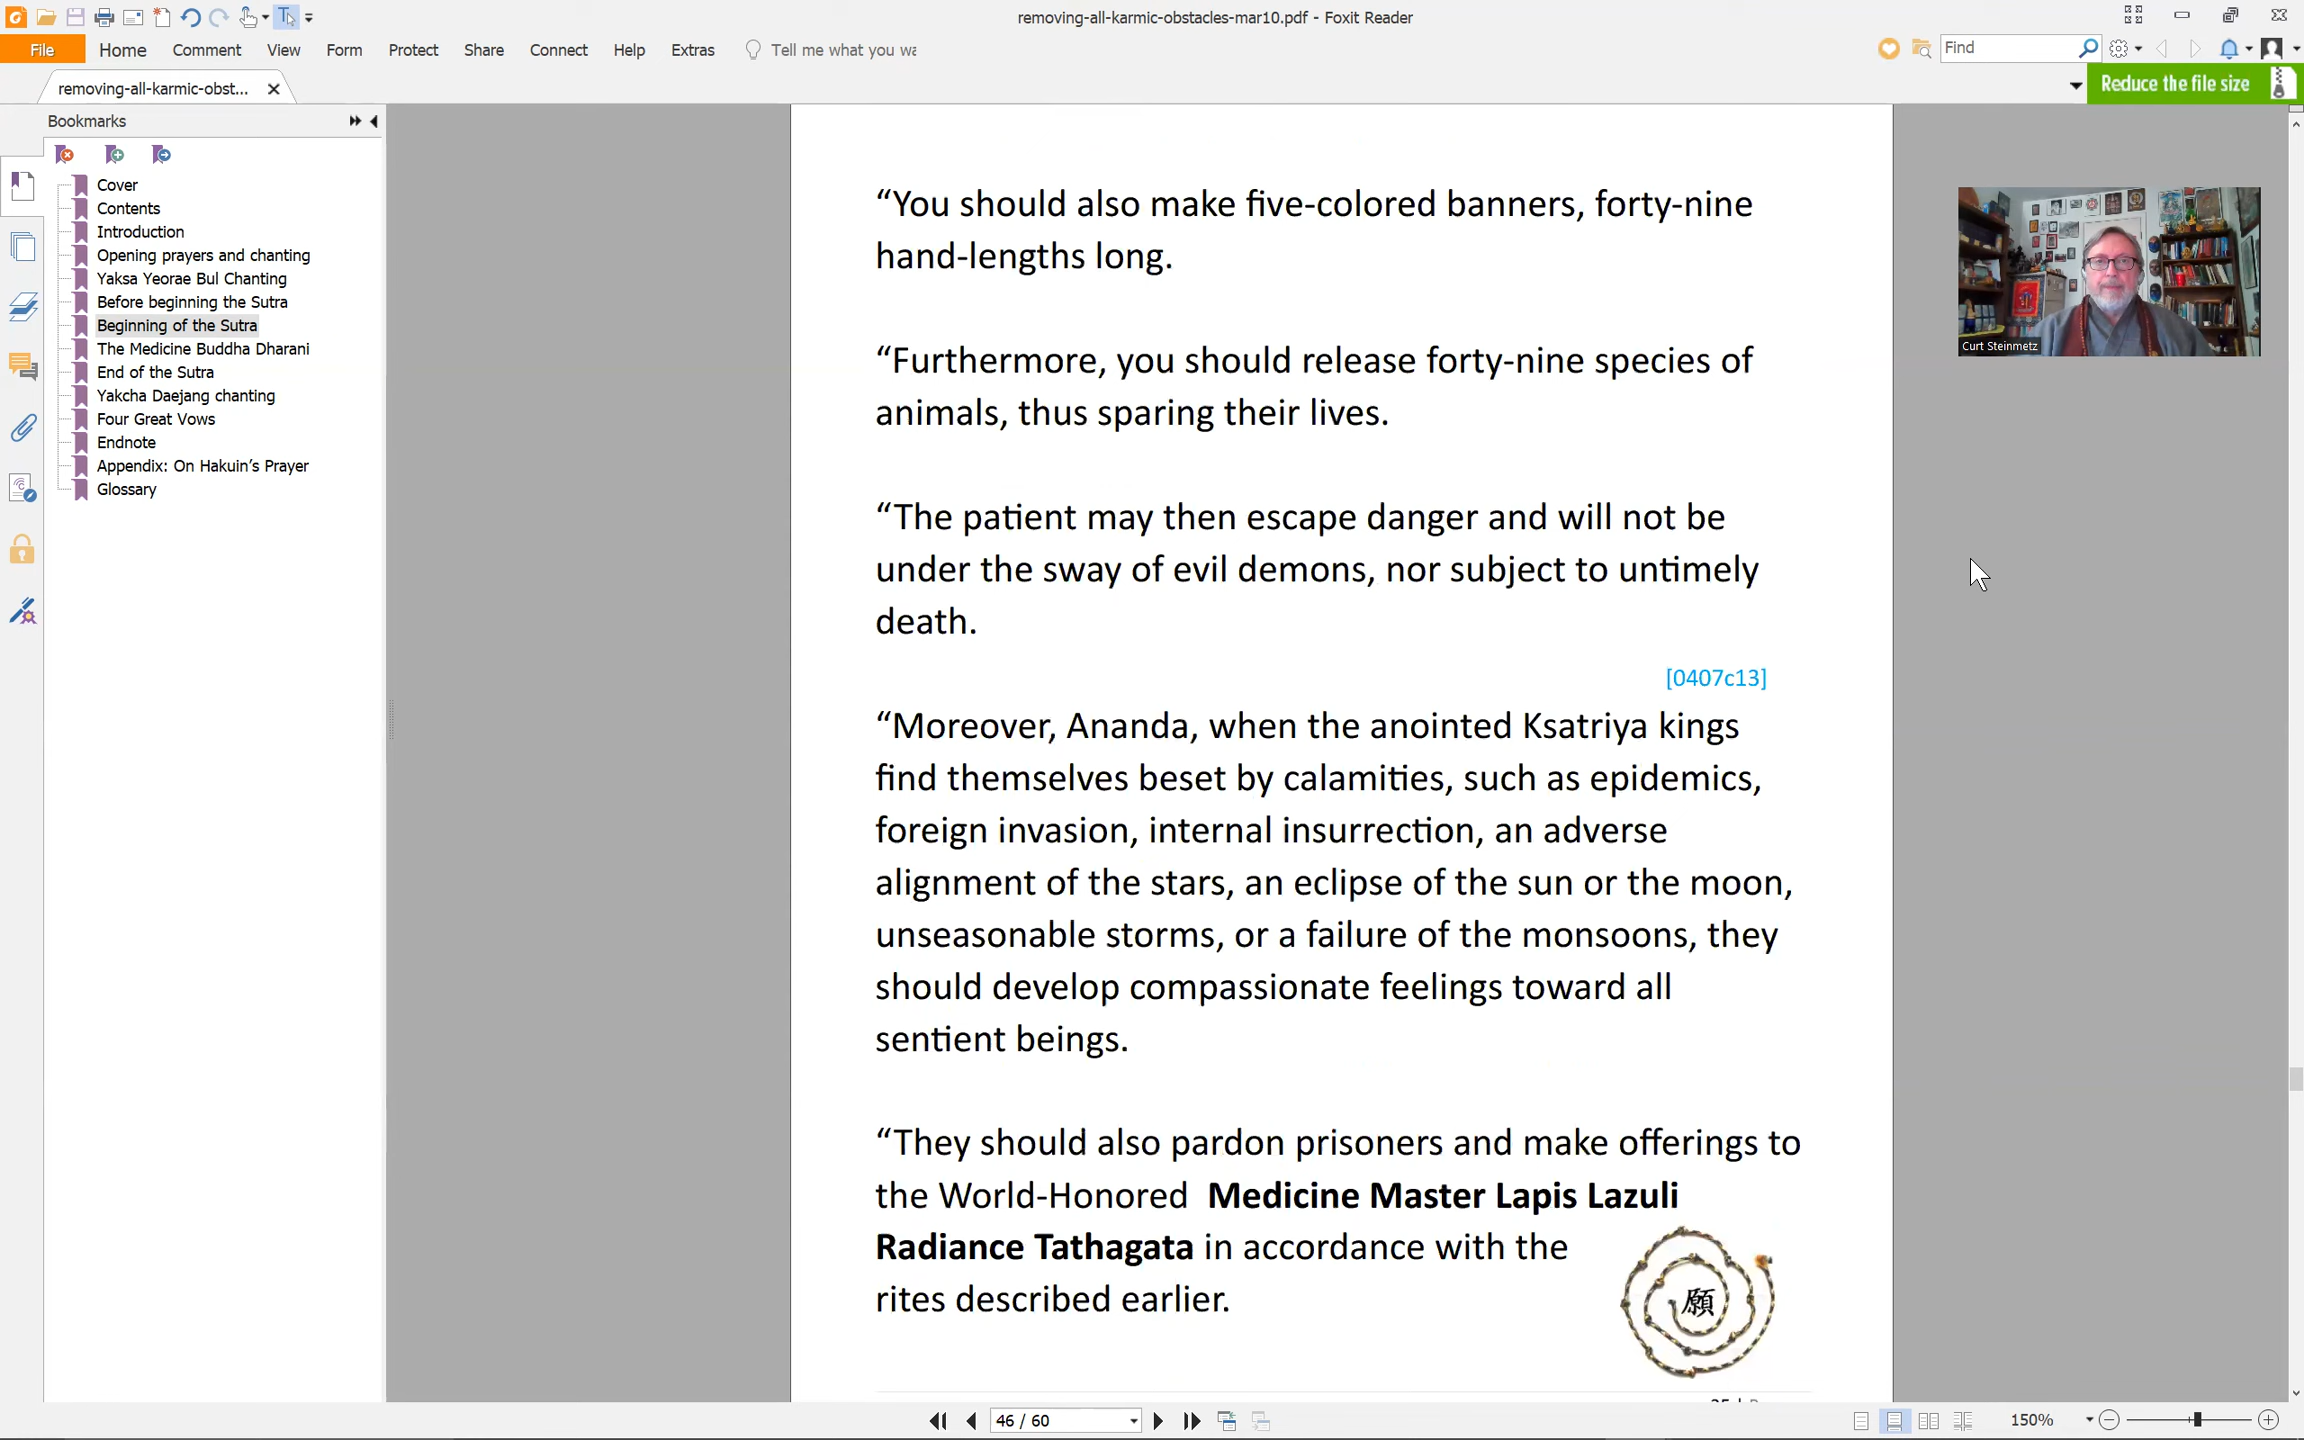 removing-all-karmic-obstacles-mar10.pdf - Foxit Reader
File Home Comment View Form Protect Share Connect Help Extras Tell me what you wa
Find
removing-all-karmic-obst...
Reduce the file size
Bookmarks
Cover
Contents
Introduction
Opening prayers and chanting
Yaksa Yeorae Bul Chanting
Before beginning the Sutra
Beginning of the Sutra
The Medicine Buddha Dharani
End of the Sutra
Yakcha Daejang chanting
Four Great Vows
Endnote
Appendix: On Hakuin’s Prayer
Glossary
“You should also make five-colored banners, forty-nine
hand-lengths long.
“Furthermore, you should release forty-nine species of
animals, thus sparing their lives.
“The patient may then escape danger and will not be
under the sway of evil demons, nor subject to untimely
death.
[0407c13]
“Moreover, Ananda, when the anointed Ksatriya kings
find themselves beset by calamities, such as epidemics,
foreign invasion, internal insurrection, an adverse
alignment of the stars, an eclipse of the sun or the moon,
unseasonable storms, or a failure of the monsoons, they
should develop compassionate feelings toward all
sentient beings.
“They should also pardon prisoners and make offerings to
the World-Honored Medicine Master Lapis Lazuli
Radiance Tathagata in accordance with the
rites described earlier.
願
Curt Steinmetz
46 / 60
150%